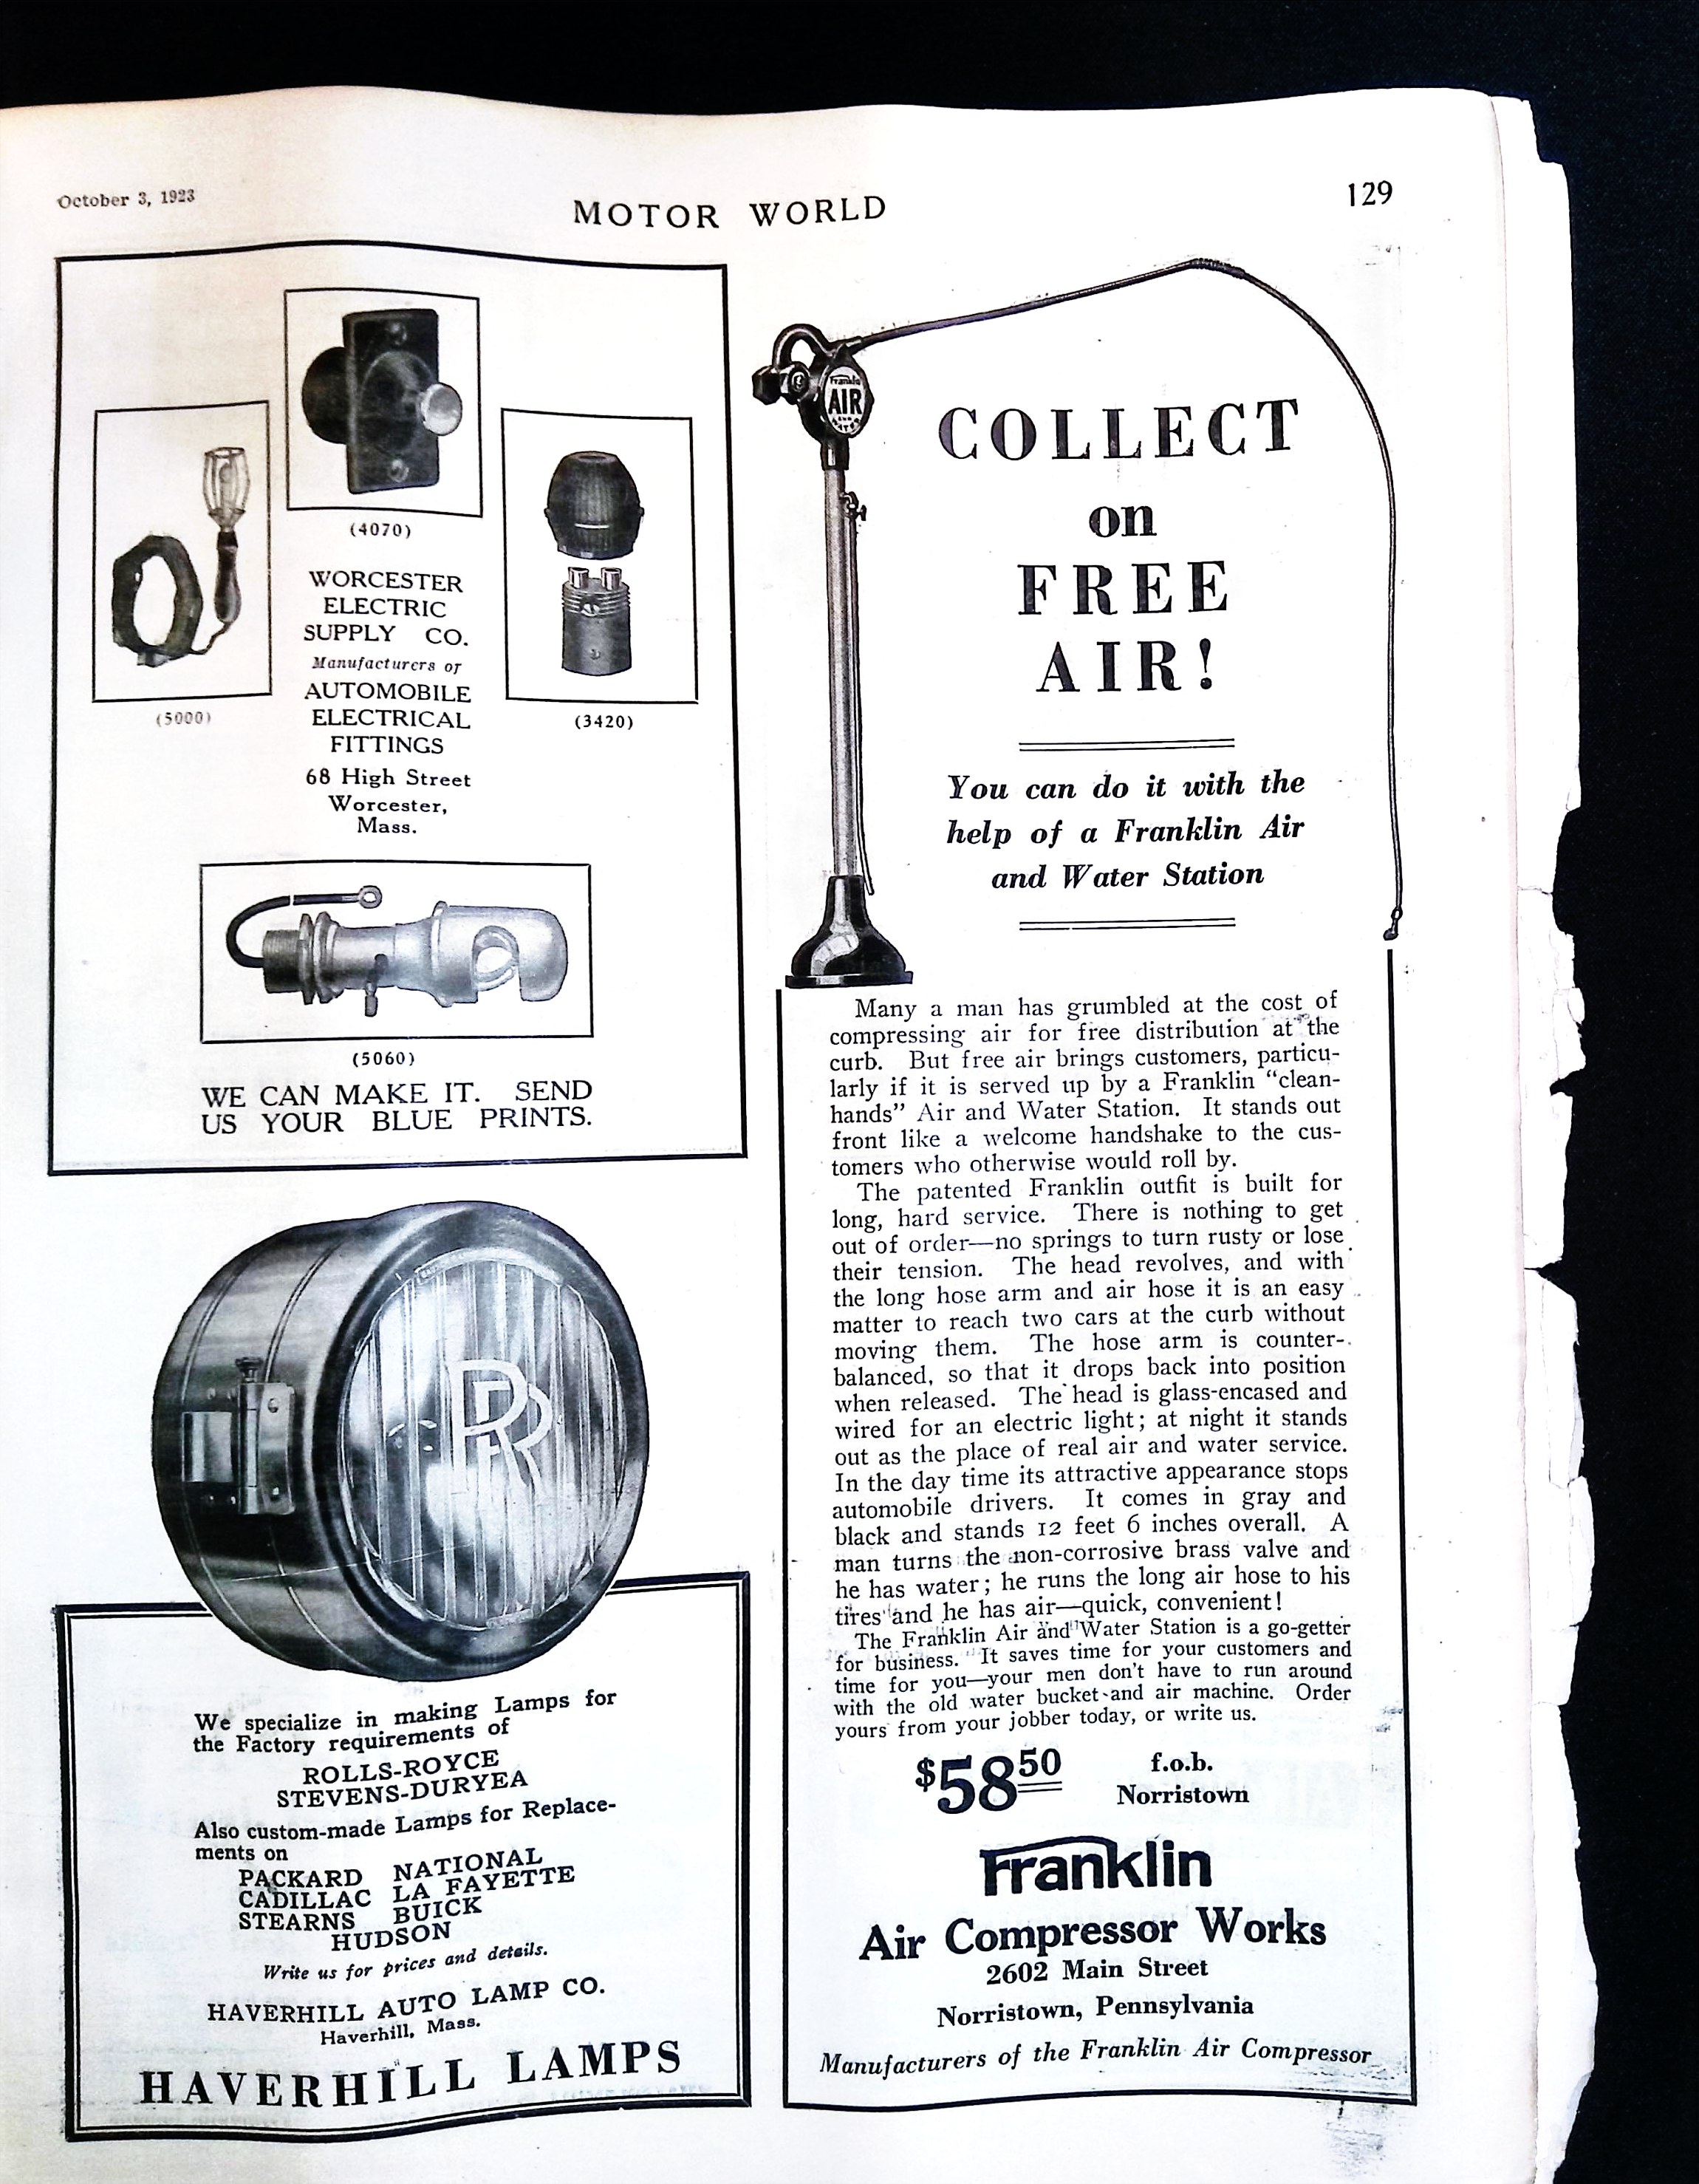 October 3, 1923
MOTOR WORLD
129
(4070)
(5000)
(3420)
WORCESTER
ELECTRIC
SUPPLY CO.
Manufacturers of
AUTOMOBILE
ELECTRICAL
FITTINGS
68 High Street
Worcester,
Mass.
(5060)
WE CAN MAKE IT. SEND
US YOUR BLUE PRINTS.
RR
We specialize in making Lamps for
the Factory requirements of
ROLLS-ROYCE
STEVENS-DURYEA
Also custom-made Lamps for Replace-
ments on
PACKARD NATIONAL
CADILLAC LA FAYETTE
STEARNS BUICK
HUDSON
Write us for prices and details.
HAVERHILL AUTO LAMP CO.
Haverhill, Mass.
HAVERHILL LAMPS
Franklin
AIR
COLLECT
on
FREE
AIR!
You can do it with the
help of a Franklin Air
and Water Station
Many a man has grumbled at the cost of
compressing air for free distribution at the
curb. But free air brings customers, particu-
larly if it is served up by a Franklin “clean-
hands” Air and Water Station. It stands out
front like a welcome handshake to the cus-
tomers who otherwise would roll by.
The patented Franklin outfit is built for
long, hard service. There is nothing to get
out of order—no springs to turn rusty or lose
their tension. The head revolves, and with
the long hose arm and air hose it is an easy
matter to reach two cars at the curb without
moving them. The hose arm is counter-
balanced, so that it drops back into position
when released. The head is glass-encased and
wired for an electric light; at night it stands
out as the place of real air and water service.
In the day time its attractive appearance stops
automobile drivers. It comes in gray and
black and stands 12 feet 6 inches overall. A
man turns the non-corrosive brass valve and
he has water; he runs the long air hose to his
tires and he has air—quick, convenient!
The Franklin Air and Water Station is a go-getter
for business. It saves time for your customers and
time for you—your men don't have to run around
with the old water bucket and air machine. Order
yours from your jobber today, or write us.
$58 50 f.o.b.
Norristown
Franklin
Air Compressor Works
2602 Main Street
Norristown, Pennsylvania
Manufacturers of the Franklin Air Compressor